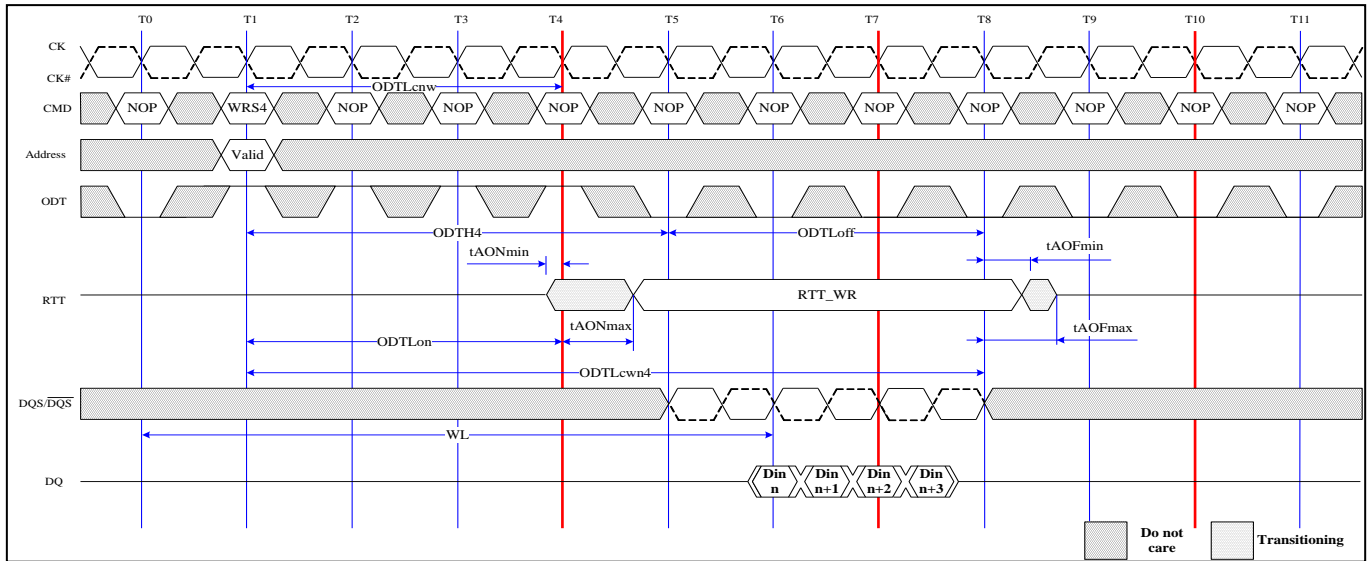 T0 T1 T2 T3 T4 T5 T6 T7 T8 T9 T10 T11
CK
CK#
ODTLcnw
CMD NOP WRS4 NOP NOP NOP NOP NOP NOP NOP NOP NOP NOP
Address Valid
ODT
ODTH4 ODTLoff
tAONmin tAOFmin
RTT RTT_WR
tAONmax tAOFmax
ODTLon
ODTLcwn4
DQS/DQS
WL
DQ Din n Din n+1 Din n+2 Din n+3
Do not care Transitioning